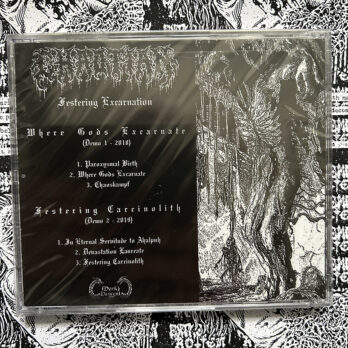 Festering Excarnation
Where Gods Excarnate
(Demo 1 - 2018)
1. Paroxysmal Birth
2. Where Gods Excarnate
3. Chaoskampf
Festering Carcinolith
(Demo 2 - 2019)
1. In Eternal Servitude to Ahalpuh
2. Devastation Laureate
3. Festering Carcinolith